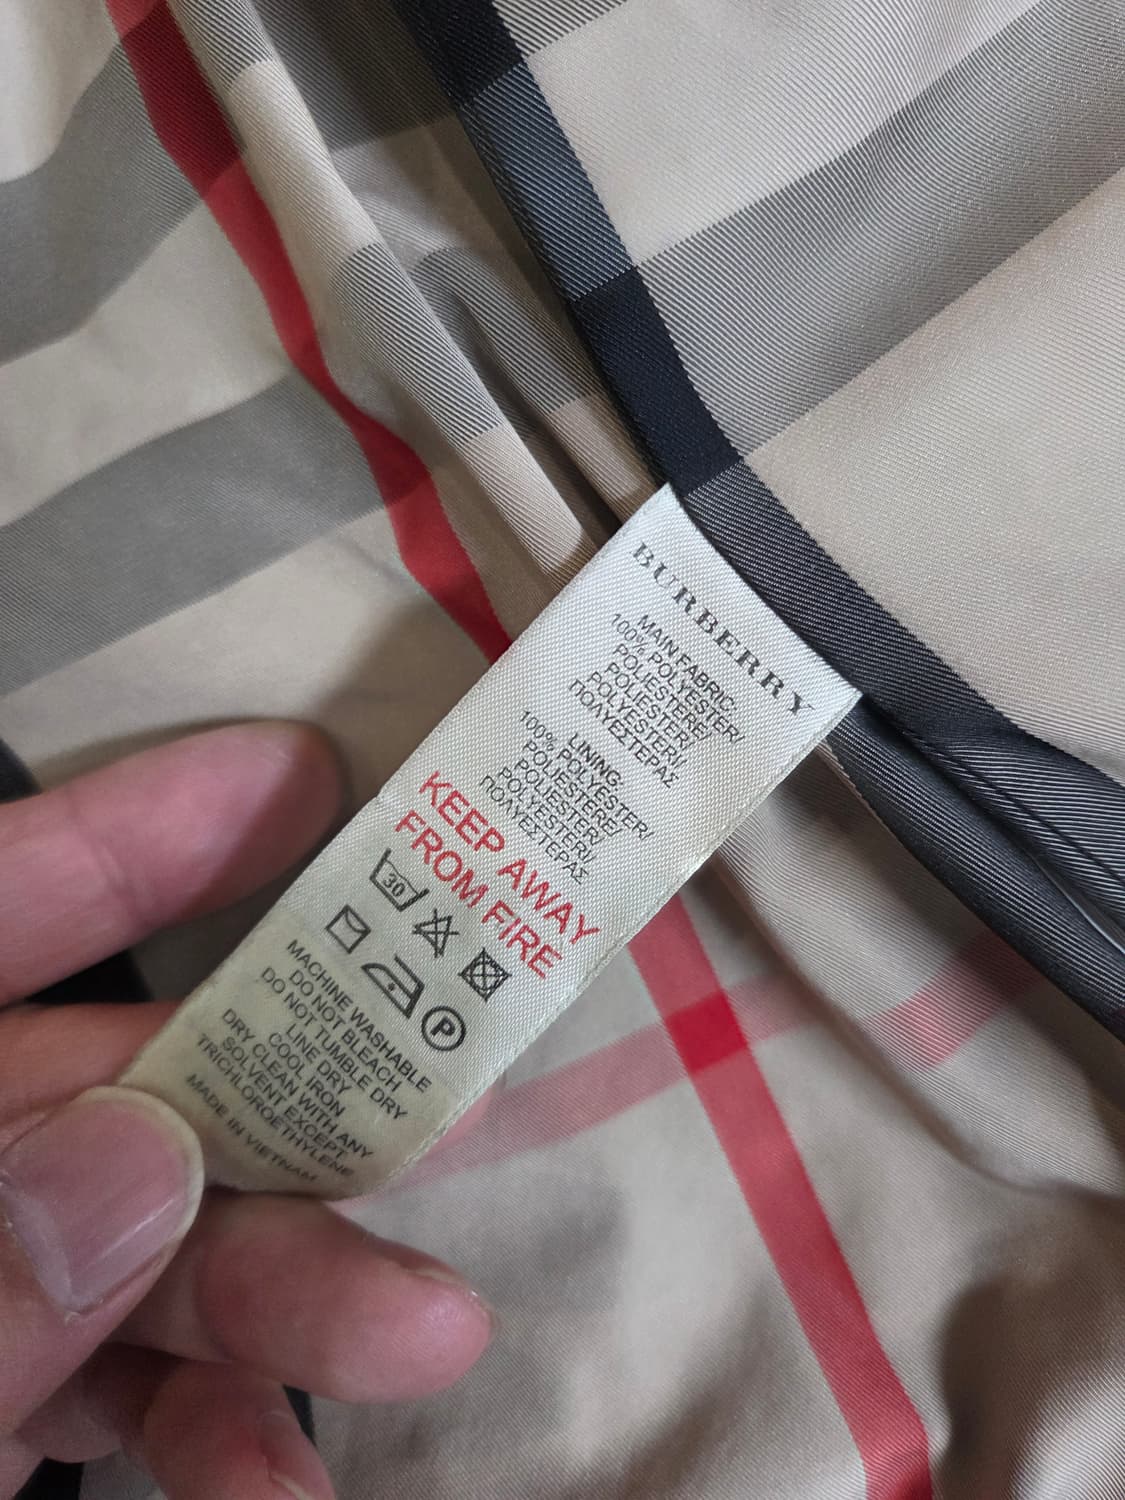 BURBERRY
MAIN FABRIC
100% POLYESTER/
POLIESTER/
POLIESTERE/
POLYESTER/
ΠΟΛΥΕΣΤΕΡΑΣ
LINING
100% POLYESTER/
POLIESTER/
POLIESTERE/
POLYESTER/
ΠΟΛΥΕΣΤΕΡΑΣ
KEEP AWAY
FROM FIRE
30
P
MACHINE WASHABLE
DO NOT BLEACH
DO NOT TUMBLE DRY
LINE DRY
COOL IRON
DRY CLEAN WITH ANY
SOLVENT EXCEPT
TRICHLOROETHYLENE
MADE IN VIETNAM